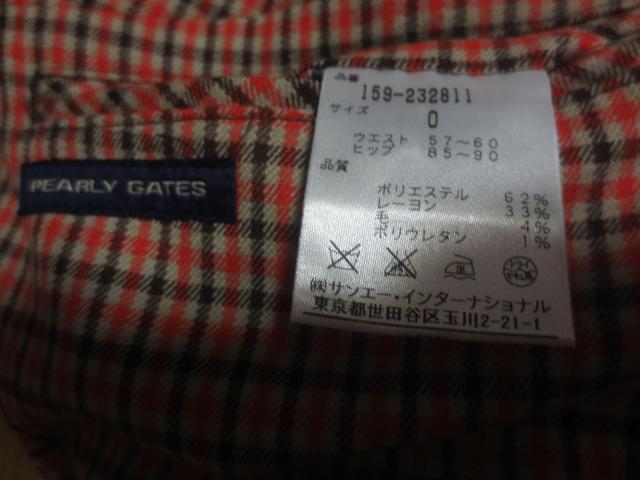 品番
159-232811
サイズ
0
ウエスト 57~60
ヒップ 85~90
品質
ポリエステル 62%
レーヨン 33%
毛 4%
ポリウレタン 1%
ドライ
㈱サンエー・インターナショナル
東京都世田谷区玉川2-21-1
PEARLY GATES